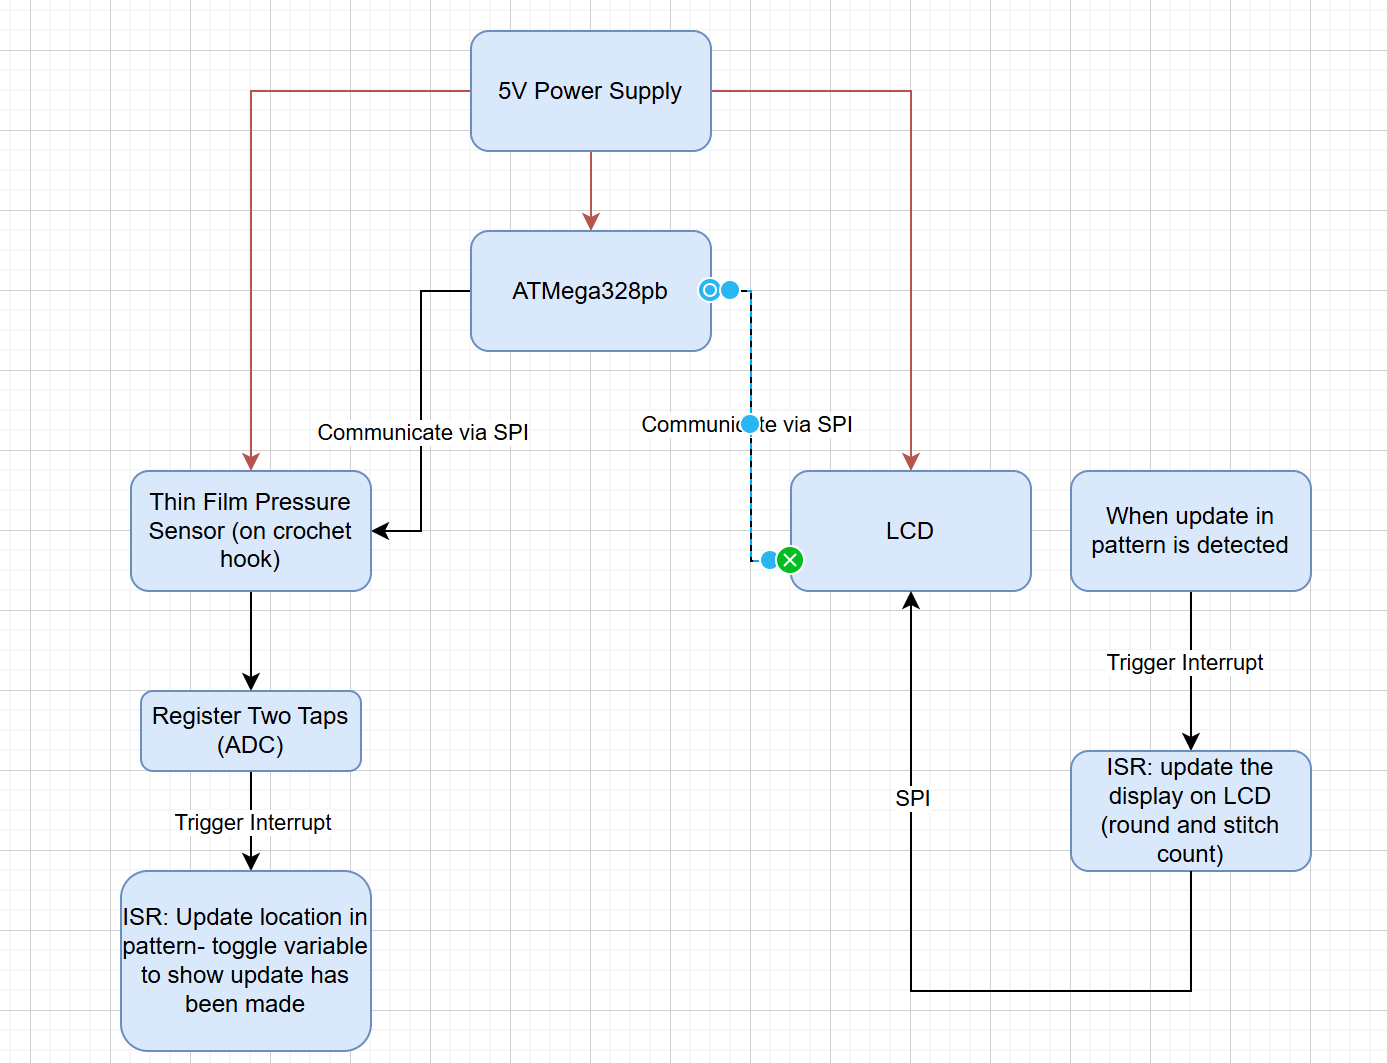 5V Power Supply
ATMega328pb
Communicate via SPI
Communicate via SPI
Thin Film Pressure
Sensor (on crochet
hook)
LCD
When update in
pattern is detected
Trigger Interrupt
Register Two Taps
(ADC)
Trigger Interrupt
SPI
ISR: update the
display on LCD
(round and stitch
count)
ISR: Update location in
pattern- toggle variable
to show update has
been made